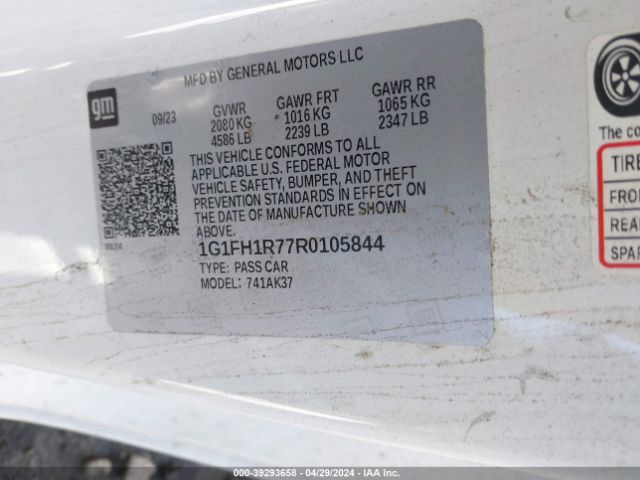 MFD BY GENERAL MOTORS LLC
gm
09/23
GVWR
2080 KG
4586 LB
GAWR FRT
1016 KG
2239 LB
GAWR RR
1065 KG
2347 LB
THIS VEHICLE CONFORMS TO ALL
APPLICABLE U.S. FEDERAL MOTOR
VEHICLE SAFETY, BUMPER, AND THEFT
PREVENTION STANDARDS IN EFFECT ON
THE DATE OF MANUFACTURE SHOWN
ABOVE.
1G1FH1R77R0105844
TYPE: PASS CAR
MODEL: 741AK37
The co
TIRE
FRO
REA
SPAR
000-39293658 - 04/29/2024 - IAA Inc.